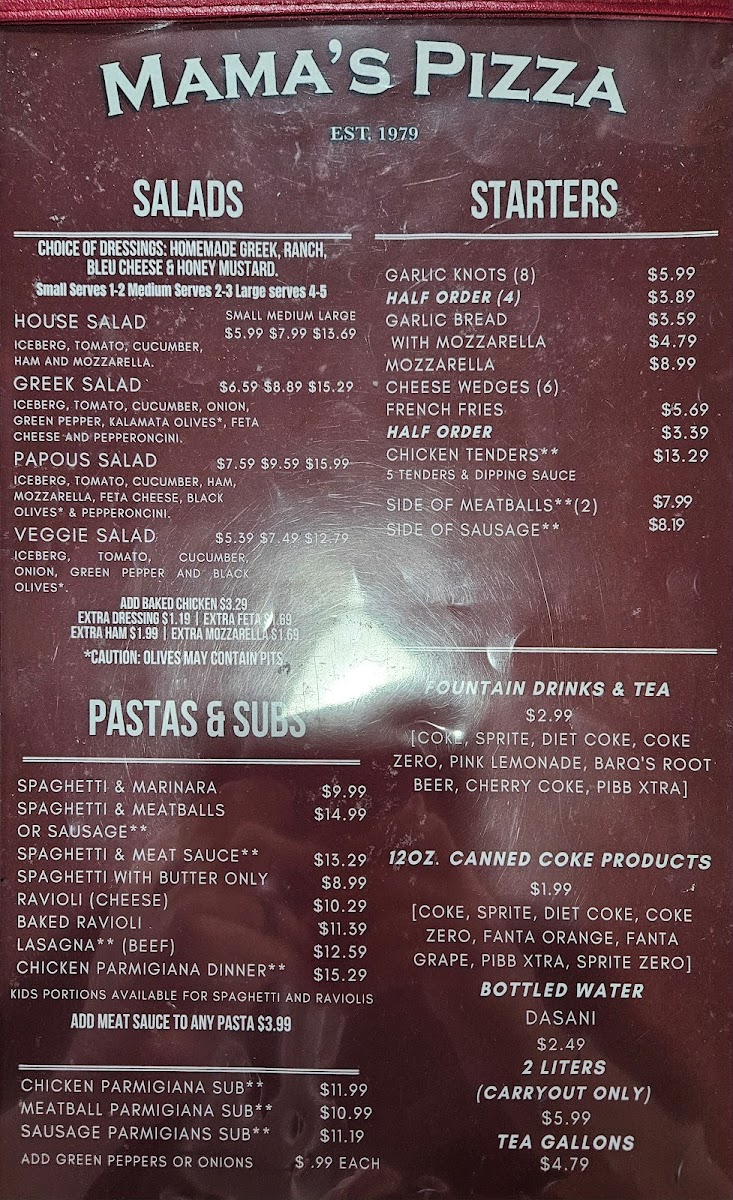 MAMA'S PIZZA
EST. 1979
SALADS
CHOICE OF DRESSINGS: HOMEMADE GREEK, RANCH,
BLEU CHEESE & HONEY MUSTARD.
Small Serves 1-2 Medium Serves 2-3 Large serves 4-5
SMALL MEDIUM LARGE
HOUSE SALAD $5.99 $7.99 $13.69
ICEBERG, TOMATO, CUCUMBER,
HAM AND MOZZARELLA.
GREEK SALAD $6.59 $8.89 $15.29
ICEBERG, TOMATO, CUCUMBER, ONION,
GREEN PEPPER, KALAMATA OLIVES*, FETA
CHEESE AND PEPPERONCINI.
PAPOUS SALAD $7.59 $9.59 $15.99
ICEBERG, TOMATO, CUCUMBER, HAM,
MOZZARELLA, FETA CHEESE, BLACK
OLIVES* & PEPPERONCINI.
VEGGIE SALAD $5.39 $7.49 $12.79
ICEBERG, TOMATO, CUCUMBER,
ONION, GREEN PEPPER AND BLACK
OLIVES*.
ADD BAKED CHICKEN $3.29
EXTRA DRESSING $1.19 | EXTRA FETA $1.69
EXTRA HAM $1.99 | EXTRA MOZZARELLA $1.69
*CAUTION: OLIVES MAY CONTAIN PITS
PASTAS & SUBS
SPAGHETTI & MARINARA $9.99
SPAGHETTI & MEATBALLS $14.99
OR SAUSAGE**
SPAGHETTI & MEAT SAUCE** $13.29
SPAGHETTI WITH BUTTER ONLY $8.99
RAVIOLI (CHEESE) $10.29
BAKED RAVIOLI $11.39
LASAGNA** (BEEF) $12.59
CHICKEN PARMIGIANA DINNER** $15.29
KIDS PORTIONS AVAILABLE FOR SPAGHETTI AND RAVIOLIS
ADD MEAT SAUCE TO ANY PASTA $3.99
CHICKEN PARMIGIANA SUB** $11.99
MEATBALL PARMIGIANA SUB** $10.99
SAUSAGE PARMIGIANS SUB** $11.19
ADD GREEN PEPPERS OR ONIONS $ .99 EACH
STARTERS
GARLIC KNOTS (8) $5.99
HALF ORDER (4) $3.89
GARLIC BREAD $3.59
WITH MOZZARELLA $4.79
MOZZARELLA $8.99
CHEESE WEDGES (6)
FRENCH FRIES $5.69
HALF ORDER $3.39
CHICKEN TENDERS** $13.29
5 TENDERS & DIPPING SAUCE
SIDE OF MEATBALLS**(2) $7.99
SIDE OF SAUSAGE** $8.19
FOUNTAIN DRINKS & TEA
$2.99
[COKE, SPRITE, DIET COKE, COKE
ZERO, PINK LEMONADE, BARQ'S ROOT
BEER, CHERRY COKE, PIBB XTRA]
12OZ. CANNED COKE PRODUCTS
$1.99
[COKE, SPRITE, DIET COKE, COKE
ZERO, FANTA ORANGE, FANTA
GRAPE, PIBB XTRA, SPRITE ZERO]
BOTTLED WATER
DASANI
$2.49
2 LITERS
(CARRYOUT ONLY)
$5.99
TEA GALLONS
$4.79